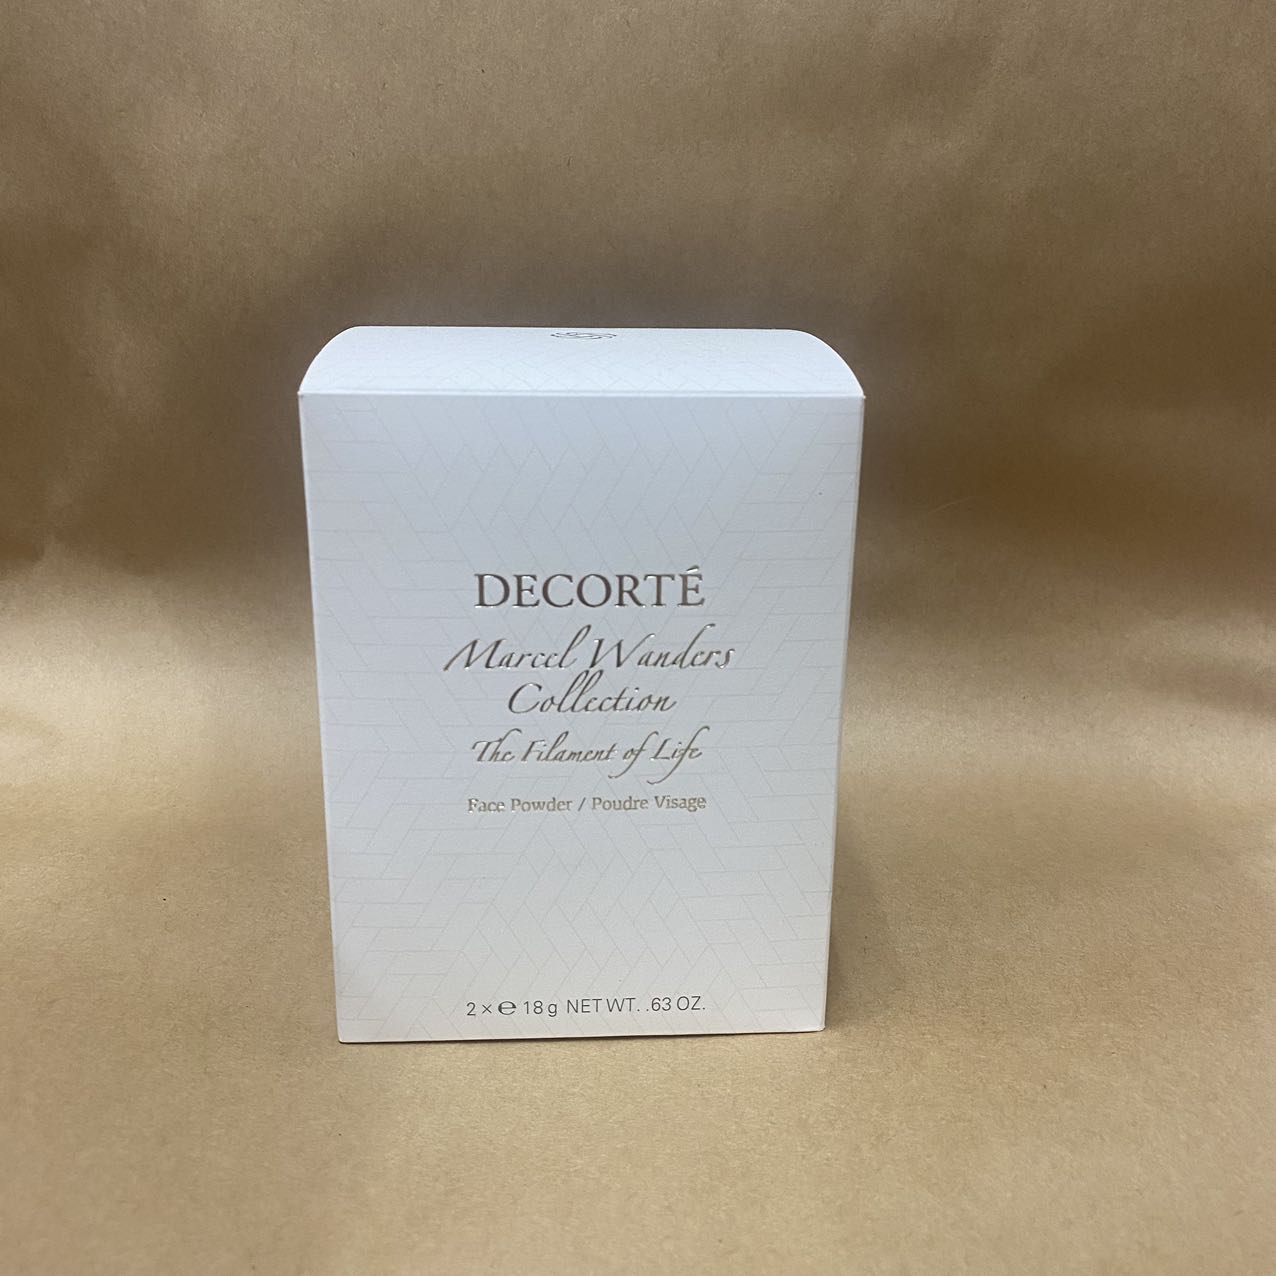 DECORTÉ
Marcel Wanders
Collection
The Filament of Life
Face Powder / Poudre Visage
2 × ℮ 18 g NET WT. .63 OZ.